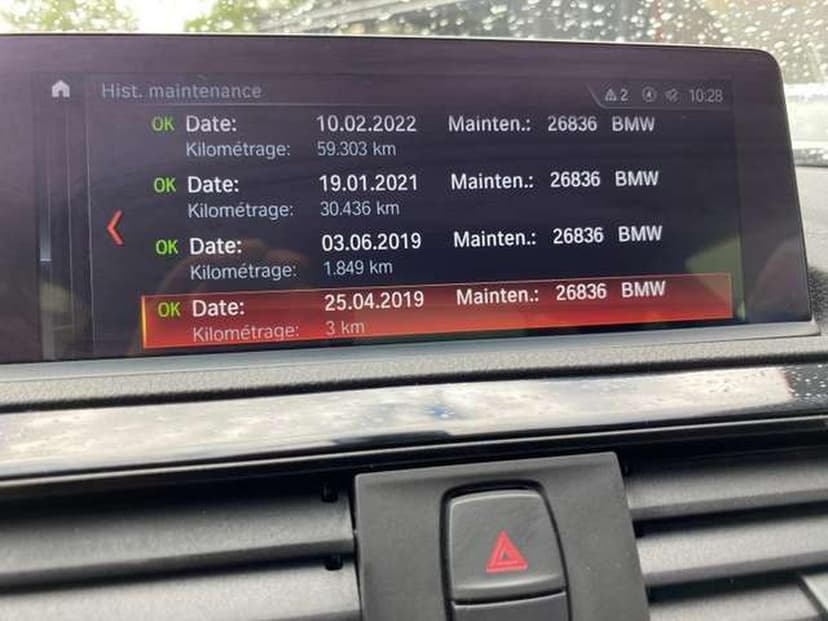 Hist. maintenance 2 10:28
OK Date: 10.02.2022 Mainten.: 26836 BMW
Kilométrage: 59.303 km
OK Date: 19.01.2021 Mainten.: 26836 BMW
Kilométrage: 30.436 km
OK Date: 03.06.2019 Mainten.: 26836 BMW
Kilométrage: 1.849 km
OK Date: 25.04.2019 Mainten.: 26836 BMW
Kilométrage: 3 km